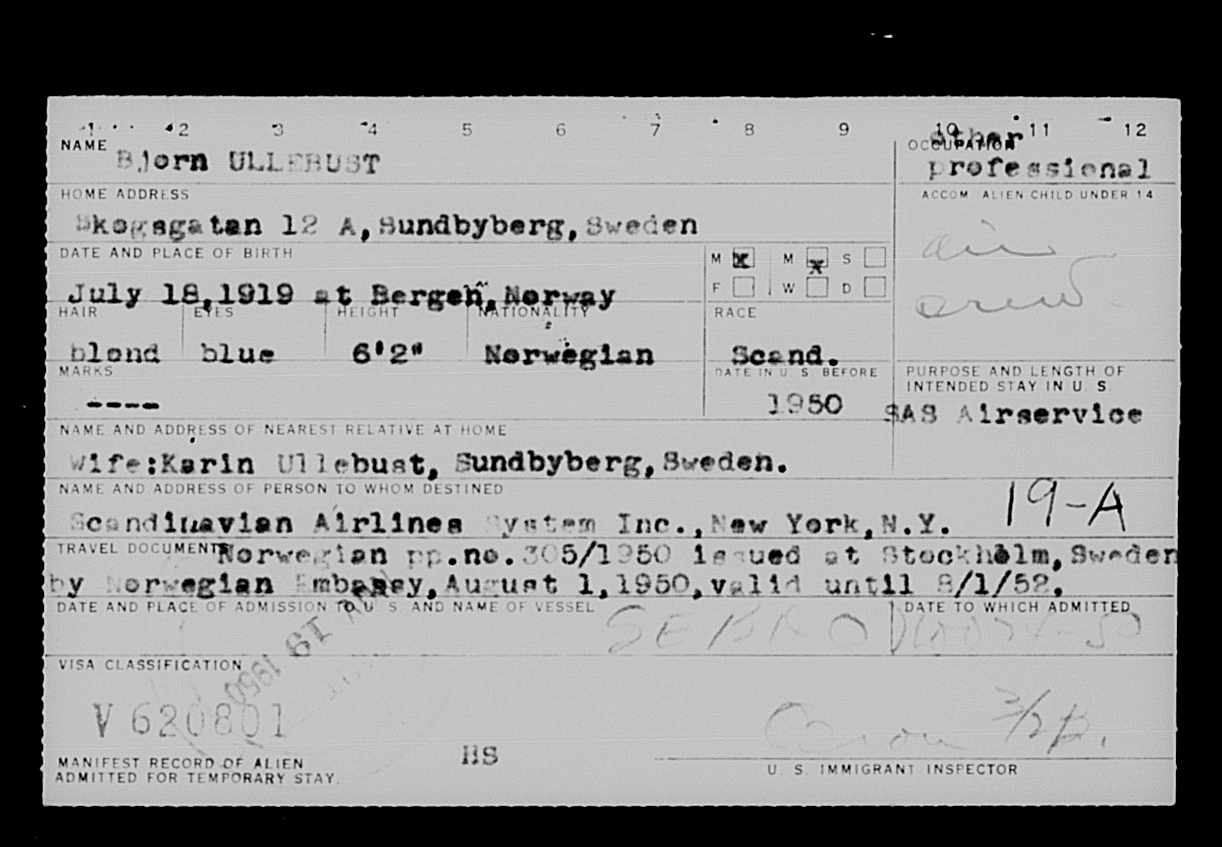 1 2 3 4 5 6 7 8 9 10 11 12
NAME OCCUPATION
Bjorn ULLEBUST other professional
HOME ADDRESS ACCOM ALIEN CHILD UNDER 14
Skogsgatan 12 A, Sundbyberg, Sweden
air crew
DATE AND PLACE OF BIRTH M x M x S
July 18,1919 at Bergen, Norway F W D
HAIR EYES HEIGHT NATIONALITY RACE
blond blue 6'2" Norwegian Scand.
MARKS DATE IN U. S. BEFORE PURPOSE AND LENGTH OF
INTENDED STAY IN U. S.
---- 1950 SAS Airservice
NAME AND ADDRESS OF NEAREST RELATIVE AT HOME
Wife:Karin Ullebust, Sundbyberg, Sweden.
NAME AND ADDRESS OF PERSON TO WHOM DESTINED
Scandinavian Airlines System Inc., New York, N.Y. 19-A
TRAVEL DOCUMENT Norwegian pp.no.305/1950 issued at Stockholm, Sweden
by Norwegian Embassy, August 1, 1950, valid until 8/1/52.
DATE AND PLACE OF ADMISSION TO U S AND NAME OF VESSEL DATE TO WHICH ADMITTED
19 1950
VISA CLASSIFICATION
V 620801
MANIFEST RECORD OF ALIEN HS
ADMITTED FOR TEMPORARY STAY. U. S. IMMIGRANT INSPECTOR